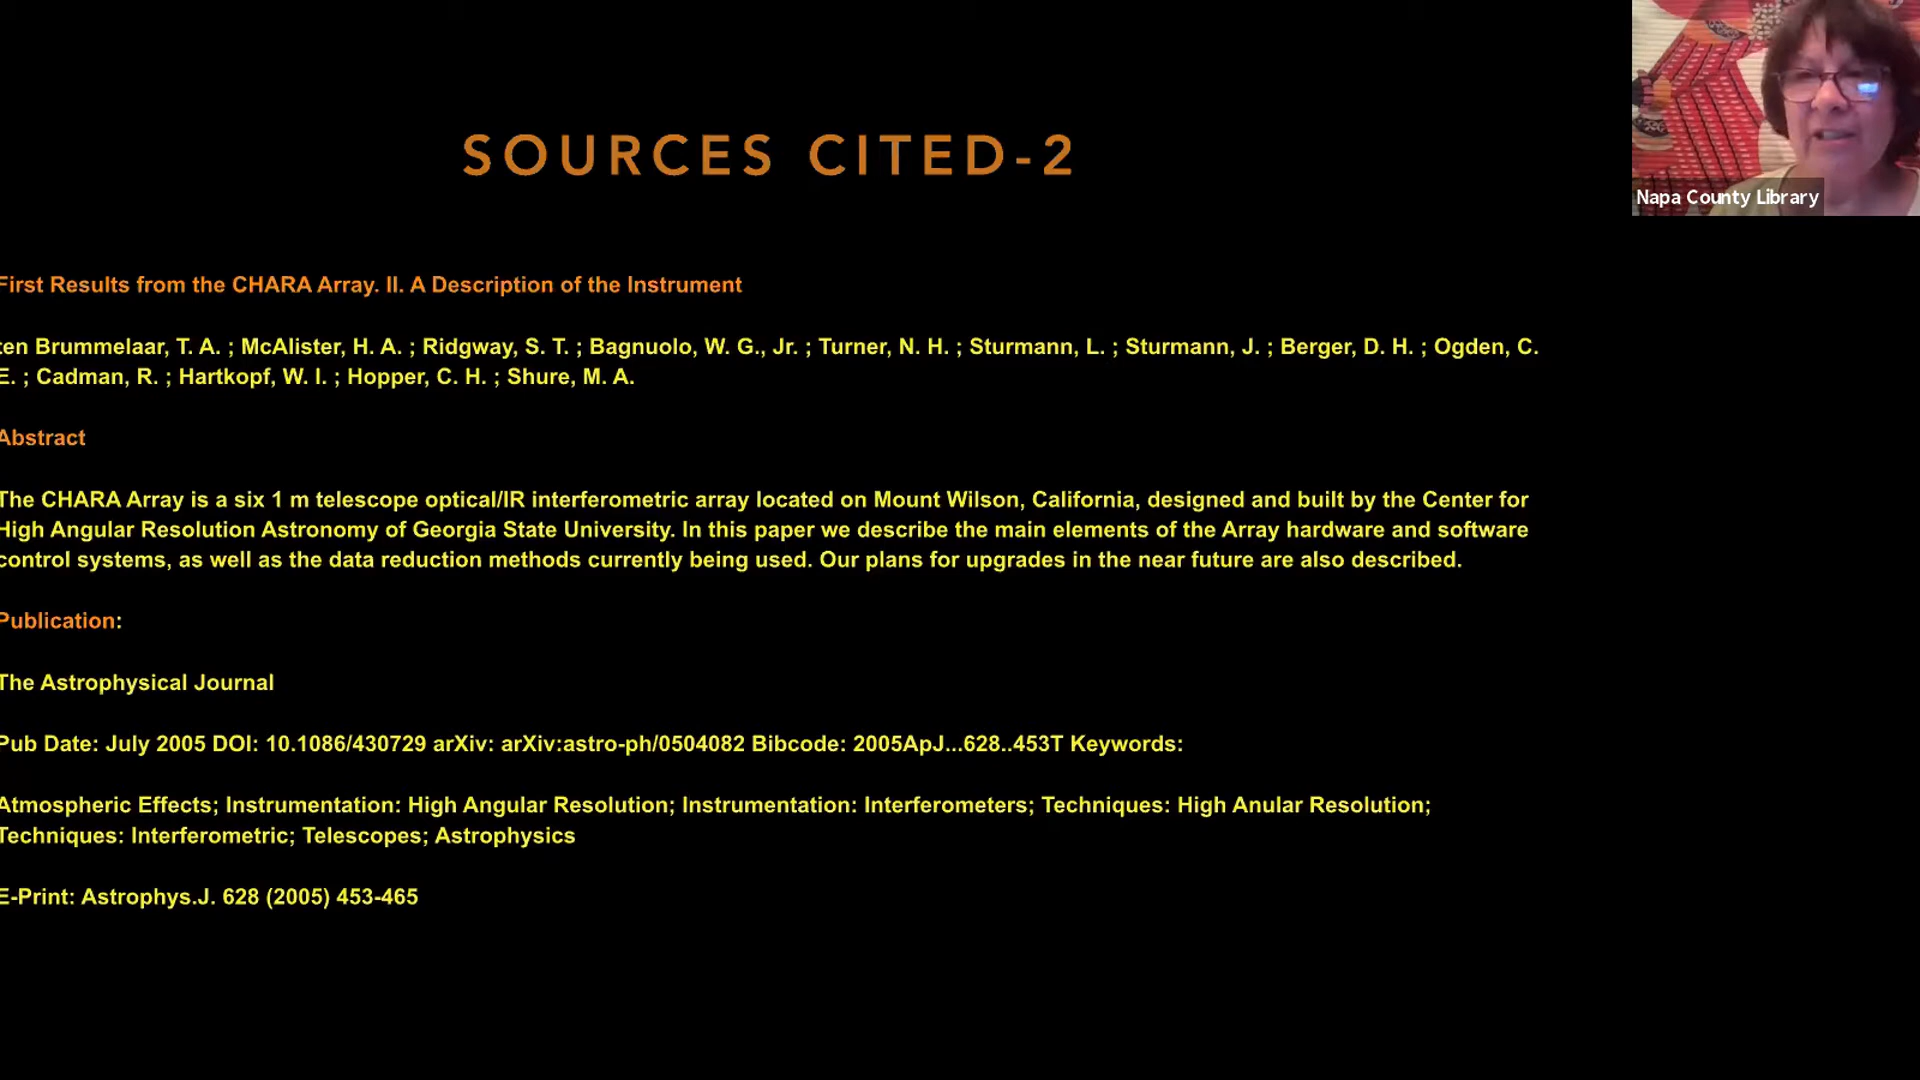 SOURCES CITED-2
Napa County Library
First Results from the CHARA Array. II. A Description of the Instrument
ten Brummelaar, T. A. ; McAlister, H. A. ; Ridgway, S. T. ; Bagnuolo, W. G., Jr. ; Turner, N. H. ; Sturmann, L. ; Sturmann, J. ; Berger, D. H. ; Ogden, C.
E. ; Cadman, R. ; Hartkopf, W. I. ; Hopper, C. H. ; Shure, M. A.
Abstract
The CHARA Array is a six 1 m telescope optical/IR interferometric array located on Mount Wilson, California, designed and built by the Center for
High Angular Resolution Astronomy of Georgia State University. In this paper we describe the main elements of the Array hardware and software
control systems, as well as the data reduction methods currently being used. Our plans for upgrades in the near future are also described.
Publication:
The Astrophysical Journal
Pub Date: July 2005 DOI: 10.1086/430729 arXiv: arXiv:astro-ph/0504082 Bibcode: 2005ApJ...628..453T Keywords:
Atmospheric Effects; Instrumentation: High Angular Resolution; Instrumentation: Interferometers; Techniques: High Anular Resolution;
Techniques: Interferometric; Telescopes; Astrophysics
E-Print: Astrophys.J. 628 (2005) 453-465